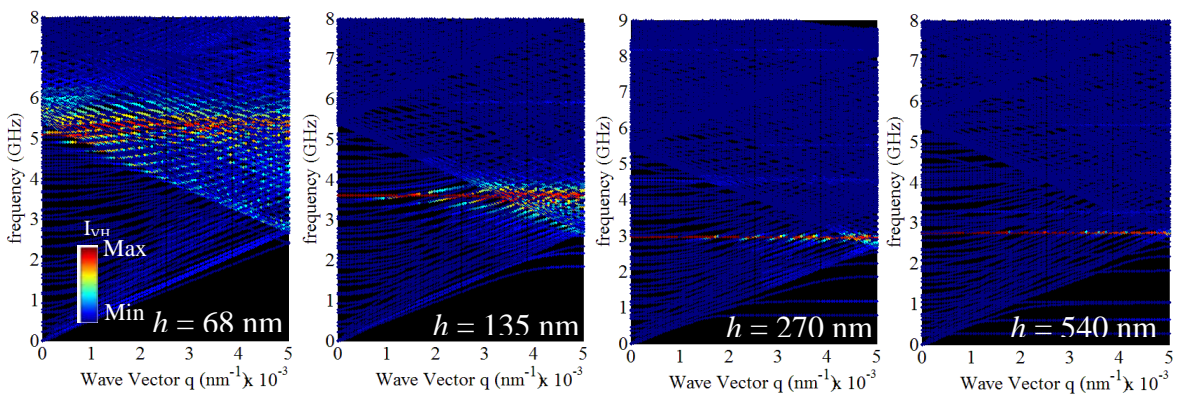 8
7
6
5
4
3
2
1
0
frequency (GHz)
I_VH
Max
Min
h = 68 nm
0 1 2 3 4 5
Wave Vector q (nm⁻¹) x 10⁻³
8
7
6
5
4
3
2
1
0
frequency (GHz)
h = 135 nm
0 1 2 3 4 5
Wave Vector q (nm⁻¹) x 10⁻³
9
8
7
6
5
4
3
2
1
0
frequency (GHz)
h = 270 nm
0 1 2 3 4 5
Wave Vector q (nm⁻¹) x 10⁻³
8
7
6
5
4
3
2
1
0
frequency (GHz)
h = 540 nm
0 1 2 3 4 5
Wave Vector q (nm⁻¹) x 10⁻³